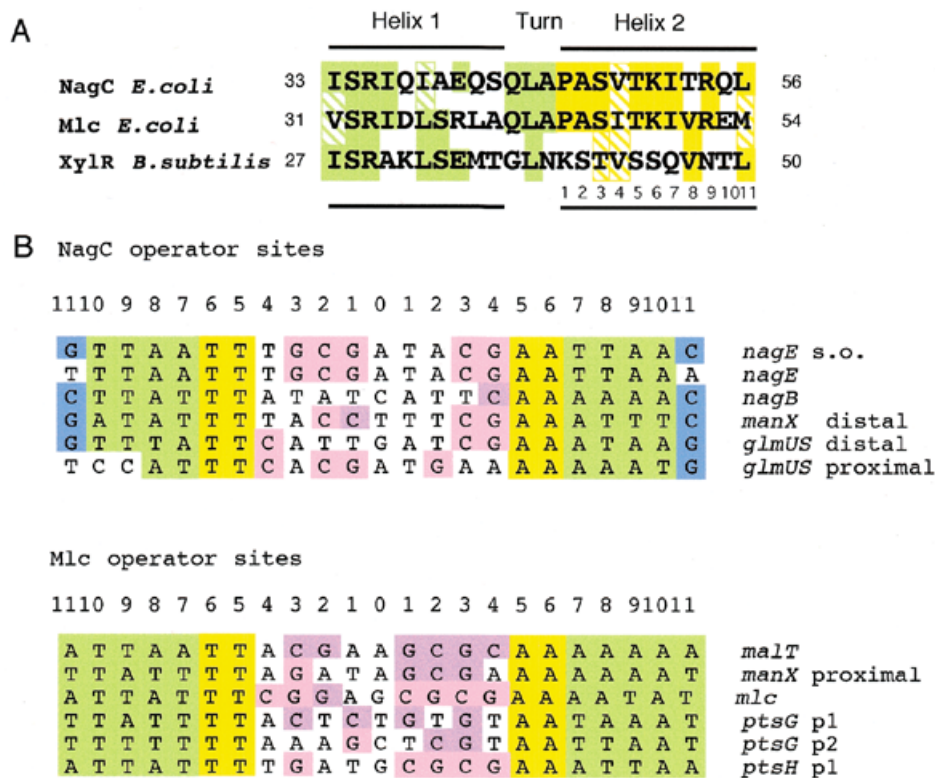 A
Helix 1 Turn Helix 2
NagC E.coli 33 ISRIQIAEQSQLAPASVTKITRQL 56
Mlc E.coli 31 VSRIDLSRLAQLAPASITKIVREM 54
XylR B.subtilis 27 ISRAKLSEMTGLNKSTVSSQVNTL 50
1 2 3 4 5 6 7 8 9 10 11
B NagC operator sites
11 10 9 8 7 6 5 4 3 2 1 0 1 2 3 4 5 6 7 8 9 10 11
G T T A A T T T G C G A T A C G A A T T A A C nagE s.o.
T T T A A T T T G C G A T A C G A A T T A A A nagE
C T T A T T T A T A T C A T T C A A A A A A C nagB
G A T A T T T T A C C T T T C G A A A T T T C manX distal
G T T T A T T C A T T G A T C G A A A T A A G glmUS distal
T C C A T T T C A C G A T G A A A A A A A T G glmUS proximal
Mlc operator sites
11 10 9 8 7 6 5 4 3 2 1 0 1 2 3 4 5 6 7 8 9 10 11
A T T A A T T A C G A A G C G C A A A A A A A malT
T T A T T T T A G A T A G C G A A A A A A A T manX proximal
A T T A T T T C G G A G C G C G A A A A T A T mlc
T T A T T T T A C T C T G T G T A A T A A A T ptsG p1
T T T T T T T A A A G C T C G T A A T T A A A ptsG p2
A T T A T T T T G A T G C G C G A A A T T A A ptsH p1